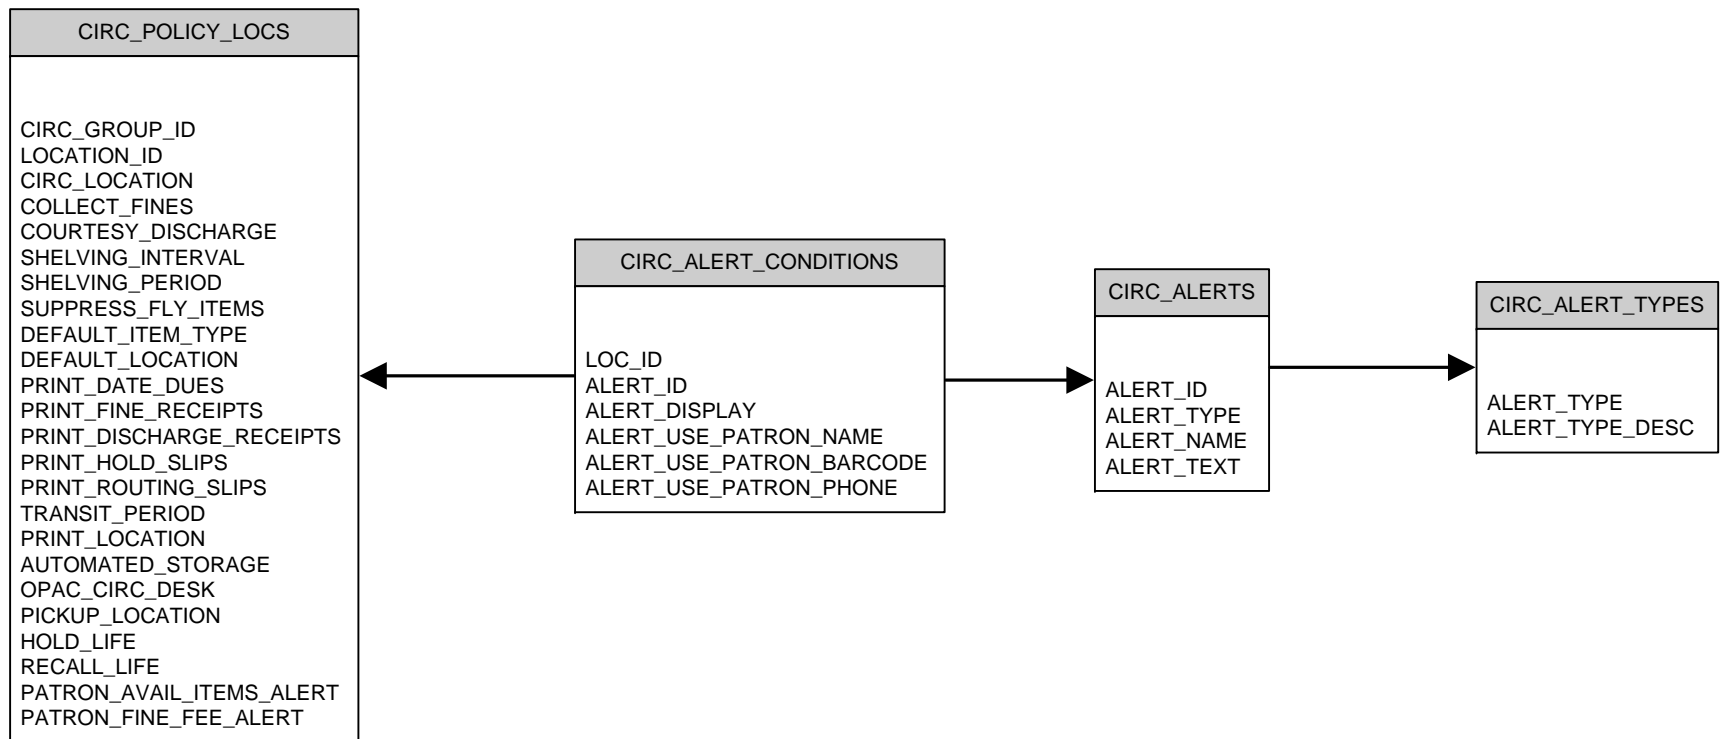 CIRC_POLICY_LOCS
CIRC_GROUP_ID
LOCATION_ID
CIRC_LOCATION
COLLECT_FINES
COURTESY_DISCHARGE
SHELVING_INTERVAL
SHELVING_PERIOD
SUPPRESS_FLY_ITEMS
DEFAULT_ITEM_TYPE
DEFAULT_LOCATION
PRINT_DATE_DUES
PRINT_FINE_RECEIPTS
PRINT_DISCHARGE_RECEIPTS
PRINT_HOLD_SLIPS
PRINT_ROUTING_SLIPS
TRANSIT_PERIOD
PRINT_LOCATION
AUTOMATED_STORAGE
OPAC_CIRC_DESK
PICKUP_LOCATION
HOLD_LIFE
RECALL_LIFE
PATRON_AVAIL_ITEMS_ALERT
PATRON_FINE_FEE_ALERT
CIRC_ALERT_CONDITIONS
LOC_ID
ALERT_ID
ALERT_DISPLAY
ALERT_USE_PATRON_NAME
ALERT_USE_PATRON_BARCODE
ALERT_USE_PATRON_PHONE
CIRC_ALERTS
ALERT_ID
ALERT_TYPE
ALERT_NAME
ALERT_TEXT
CIRC_ALERT_TYPES
ALERT_TYPE
ALERT_TYPE_DESC